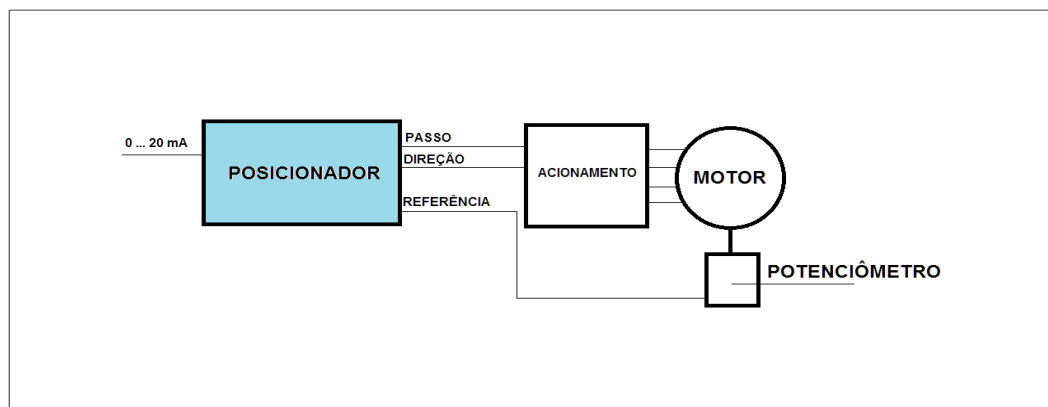 0 ... 20 mA
POSICIONADOR
PASSO
DIREÇÃO
REFERÊNCIA
ACIONAMENTO
MOTOR
POTENCIÔMETRO